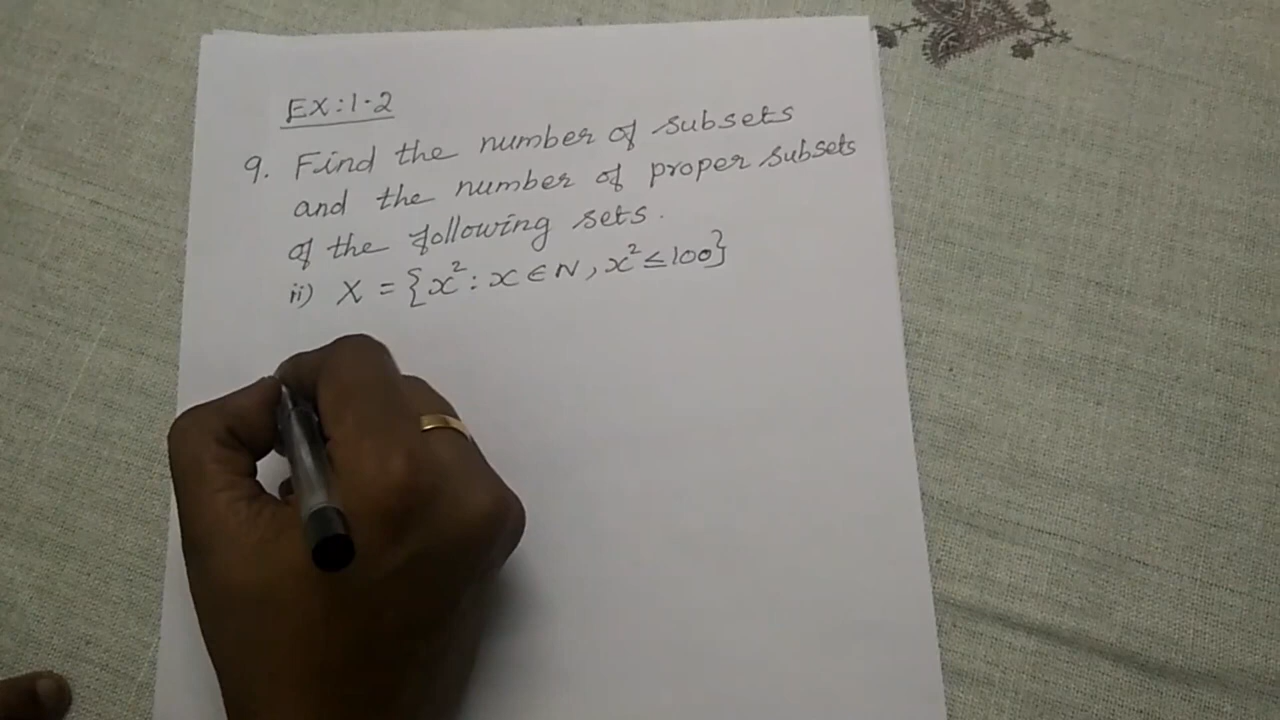 EX:1-2
9. Find the number of subsets
and the number of proper subsets
of the following sets.
ii) X = {x² : x ∈ N, x² ≤ 100}